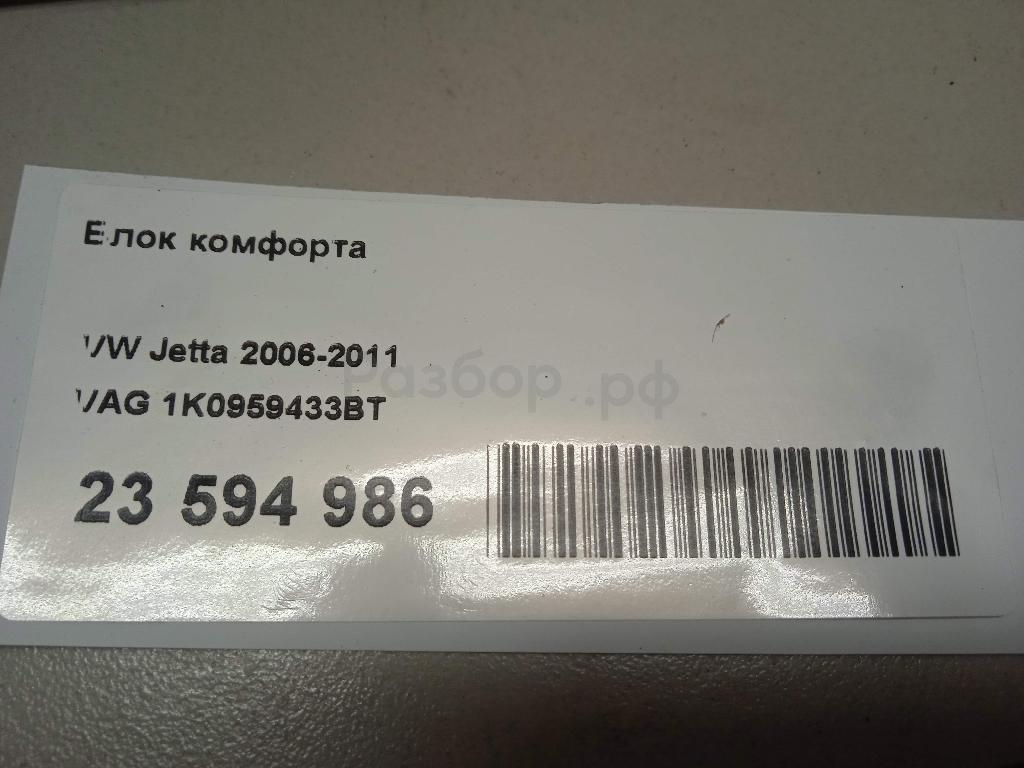 Блок комфорта
VW Jetta 2006-2011
Разбор..рф
VAG 1K0959433BT
23 594 986